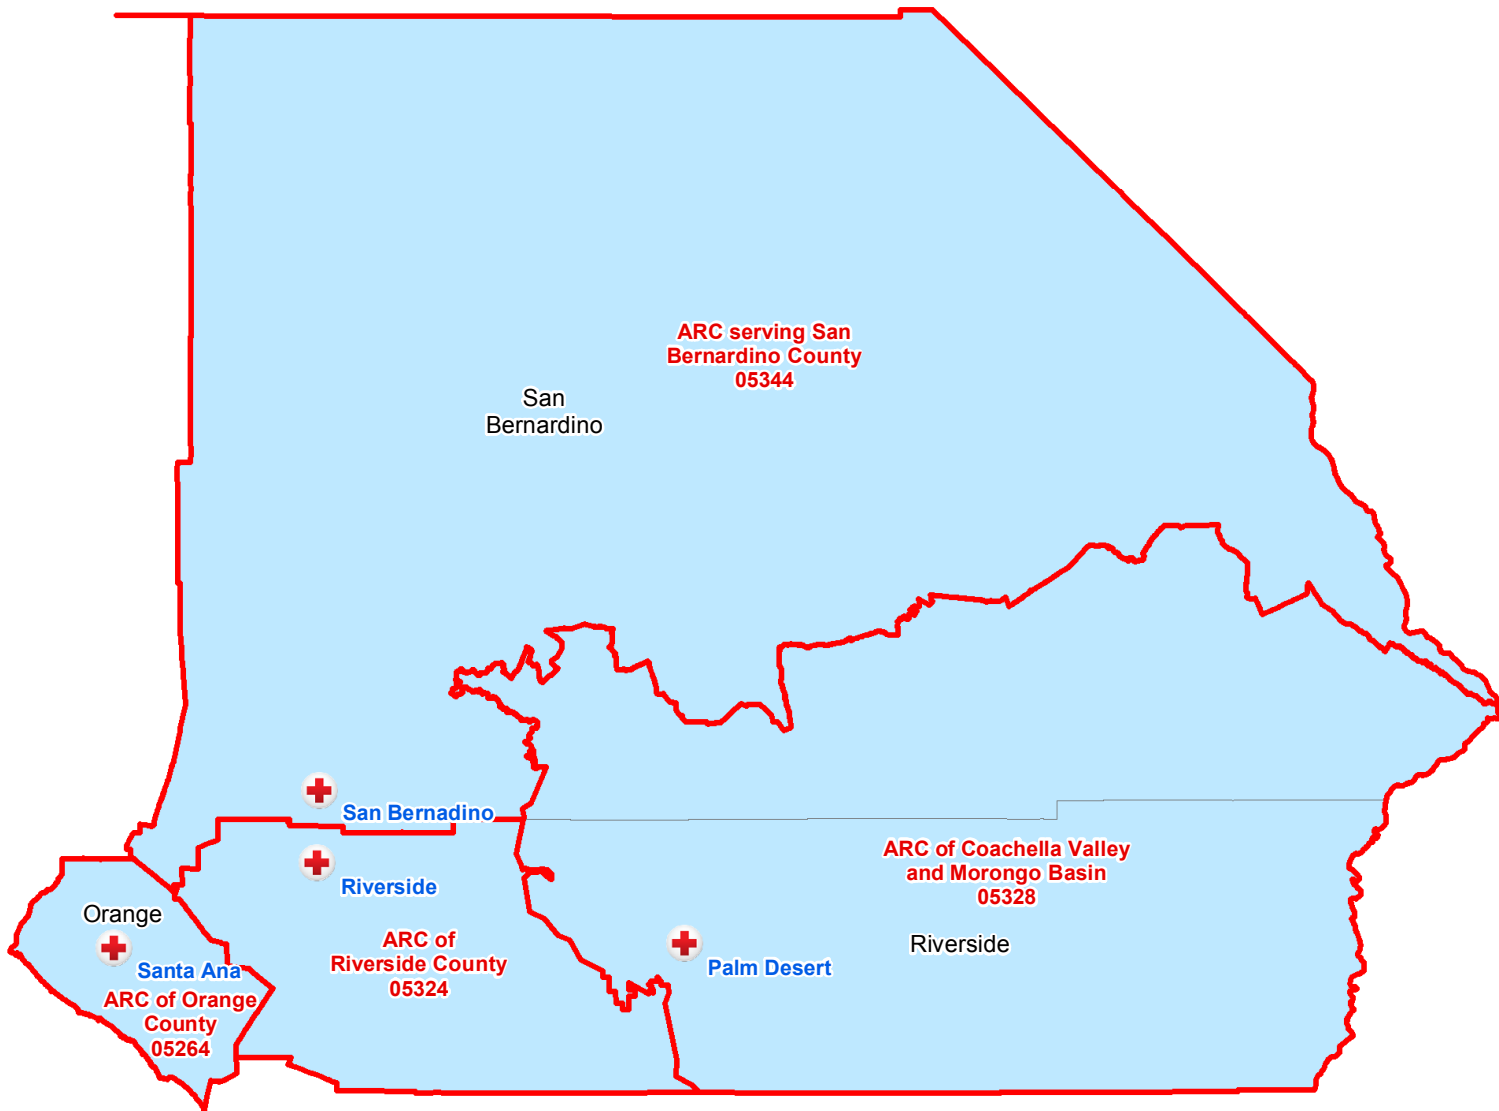 ARC serving San
Bernardino County
05344
San
Bernardino
San Bernadino
Riverside
ARC of Coachella Valley
and Morongo Basin
05328
Orange
Santa Ana
ARC of Orange
County
05264
ARC of
Riverside County
05324
Palm Desert
Riverside